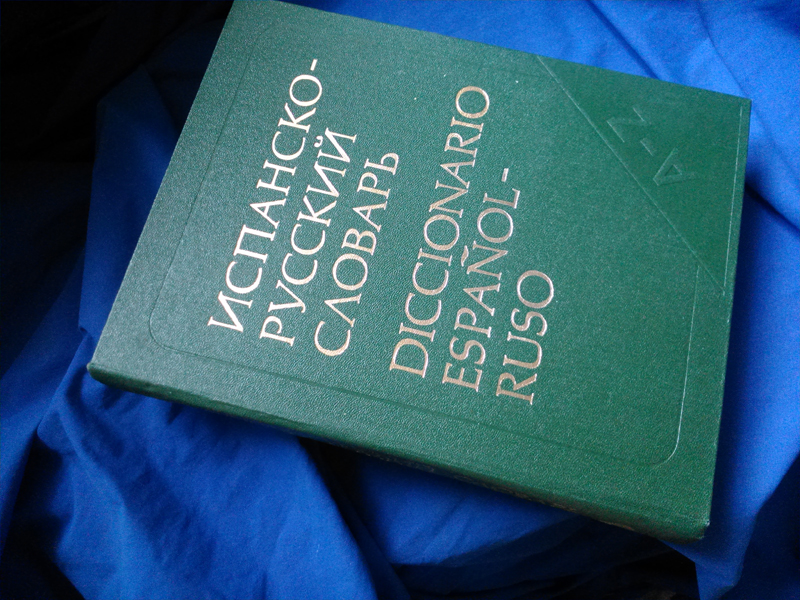 ИСПАНСКО-
РУССКИЙ
СЛОВАРЬ
DICCIONARIO
ESPAÑOL-
RUSO
A-Z